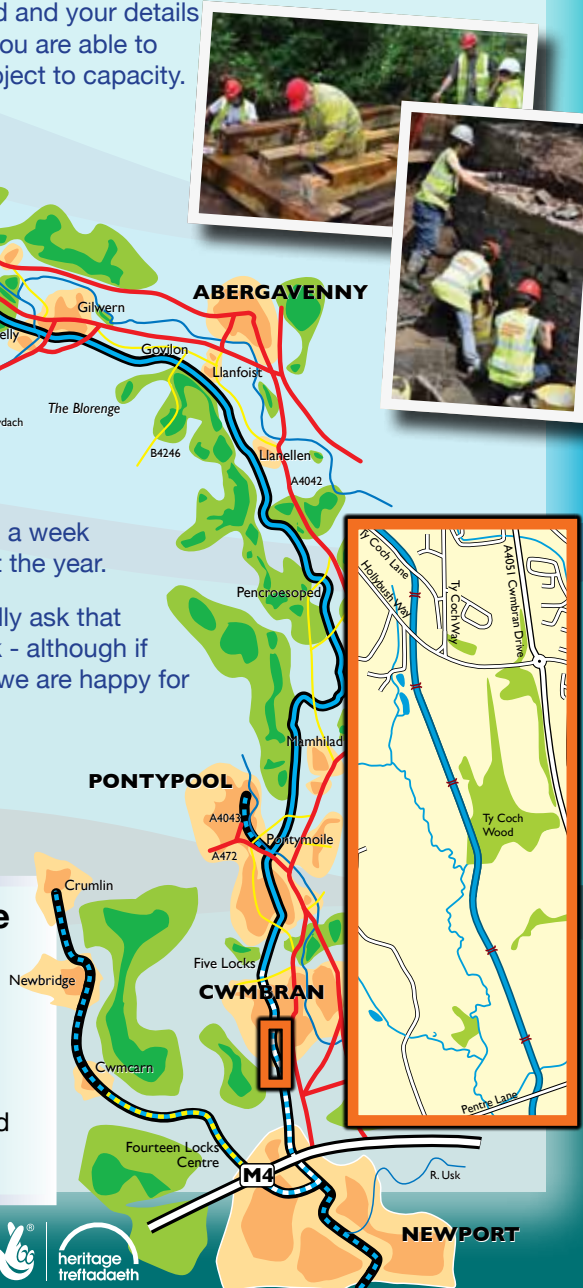 d and your details
ou are able to
ject to capacity.
ABERGAVENNY
Gilwern
elly
Govilon
Llanfoist
The Blorenge
ydach
B4246
Llanellen
A4042
a week
t the year.
Pencroesoped
lly ask that
k - although if
we are happy for
Mamhilad
PONTYPOOL
A4043
Pontymoile
A472
Crumlin
e
Newbridge
Five Locks
CWMBRAN
Cwmcarn
d
Fourteen Locks
Centre
M4
R. Usk
NEWPORT
Ty Coch Lane
Hollybush Way
Ty Coch Way
A4051 Cwmbran Drive
Ty Coch
Wood
Pentre Lane
®
heritage
treftadaeth